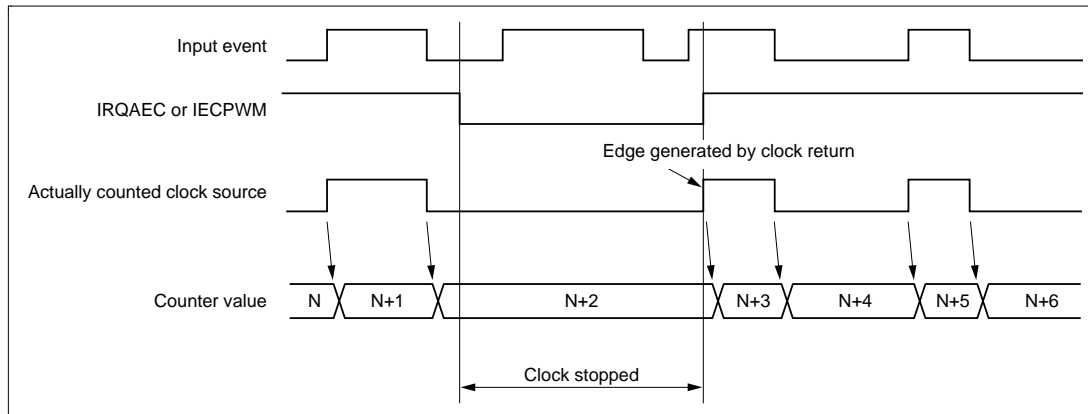 Input event
IRQAEC or IECPWM
Edge generated by clock return
Actually counted clock source
Counter value
N
N+1
N+2
N+3
N+4
N+5
N+6
Clock stopped